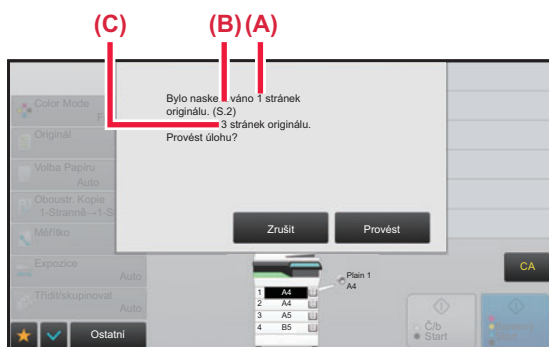 (C) (B) (A)
Bylo naske váno 1 stránek
originálu. (S.2)
3 stránek originálu.
Provést úlohu?
Zrušit Provést
Color Mode
Originál
Volba Papíru
Auto
Oboustr. Kopie
1-Stranně→1-S
Měřítko
Expozice
Auto
Třídit/skupinovat
Auto
Ostatní
Plain 1
A4
1 A4
2 A4
3 A5
4 B5
CA
Č/b
Start
Start